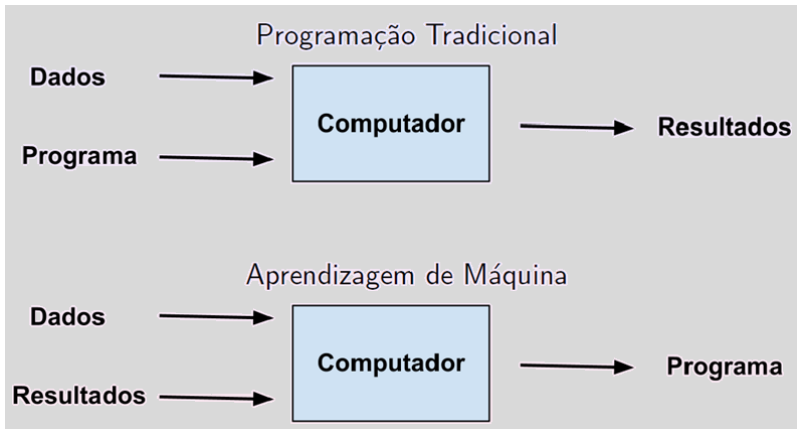 Programação Tradicional
Dados
Computador
Resultados
Programa
Aprendizagem de Máquina
Dados
Computador
Programa
Resultados